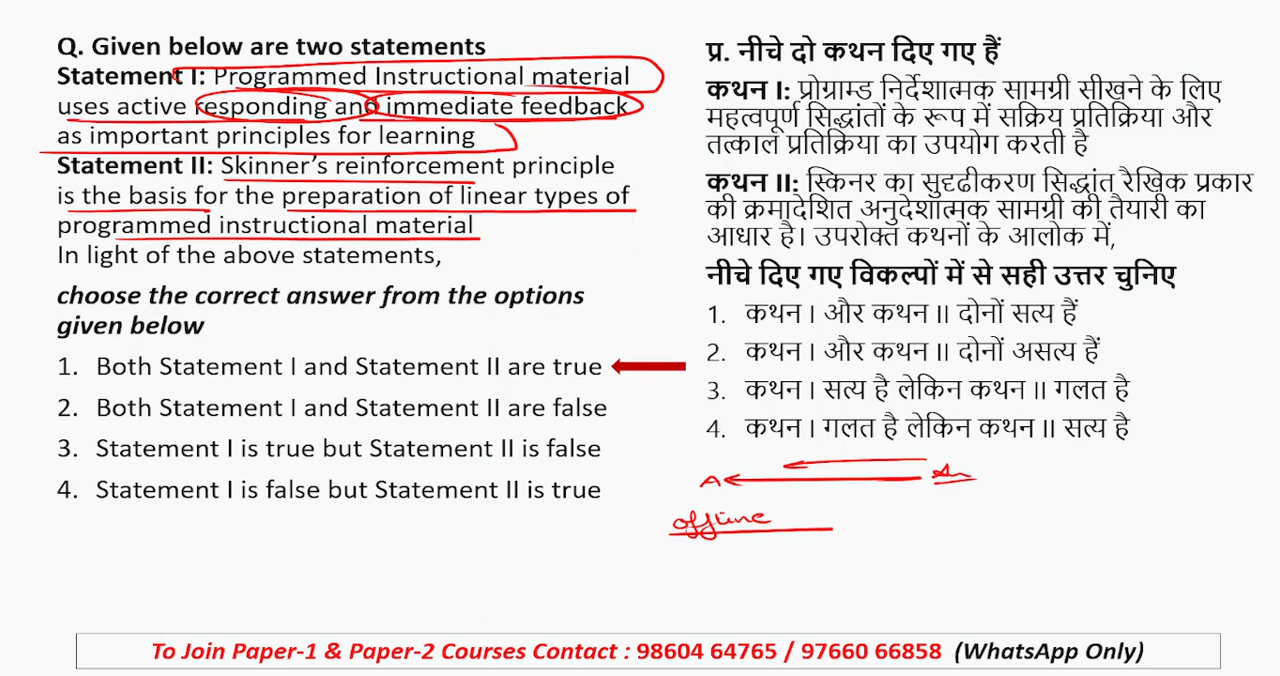 Q. Given below are two statements
Statement I: Programmed Instructional material
uses active responding and immediate feedback
as important principles for learning
Statement II: Skinner's reinforcement principle
is the basis for the preparation of linear types of
programmed instructional material
In light of the above statements,
choose the correct answer from the options
given below
1. Both Statement I and Statement II are true
2. Both Statement I and Statement II are false
3. Statement I is true but Statement II is false
4. Statement I is false but Statement II is true
प्र. नीचे दो कथन दिए गए हैं
कथन I: प्रोग्राम्ड निर्देशात्मक सामग्री सीखने के लिए
महत्वपूर्ण सिद्धांतों के रूप में सक्रिय प्रतिक्रिया और
तत्काल प्रतिक्रिया का उपयोग करती है
कथन II: स्किनर का सुदृढीकरण सिद्धांत रैखिक प्रकार
की क्रमादेशित अनुदेशात्मक सामग्री की तैयारी का
आधार है। उपरोक्त कथनों के आलोक में,
नीचे दिए गए विकल्पों में से सही उत्तर चुनिए
1. कथन I और कथन II दोनों सत्य हैं
2. कथन I और कथन II दोनों असत्य हैं
3. कथन I सत्य है लेकिन कथन II गलत है
4. कथन I गलत है लेकिन कथन II सत्य है
A
offline
To Join Paper-1 & Paper-2 Courses Contact : 98604 64765 / 97660 66858 (WhatsApp Only)